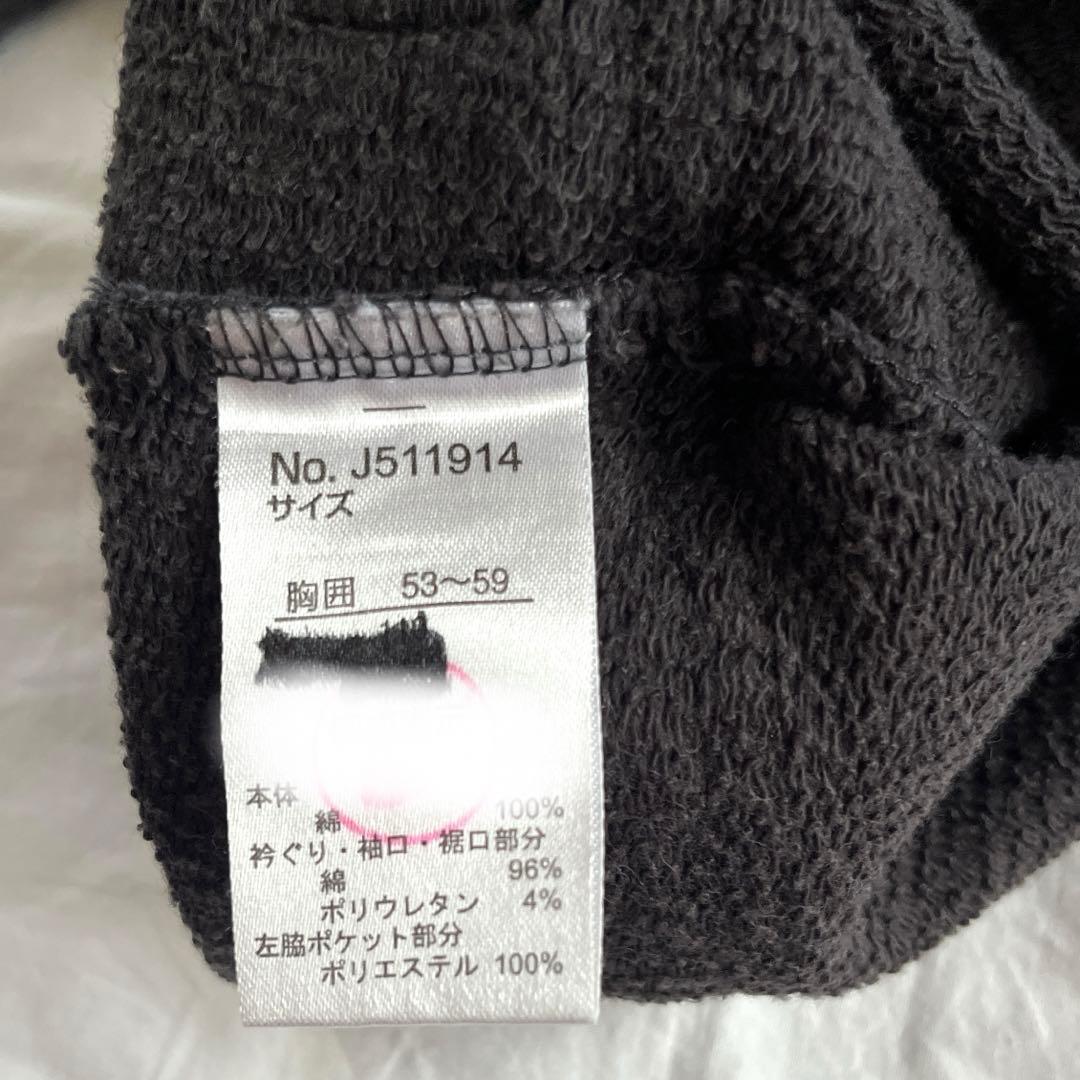 No. J511914
サイズ
胸囲 53〜59
本体
綿 100%
衿ぐり・袖口・裾口部分
綿 96%
ポリウレタン 4%
左脇ポケット部分
ポリエステル 100%